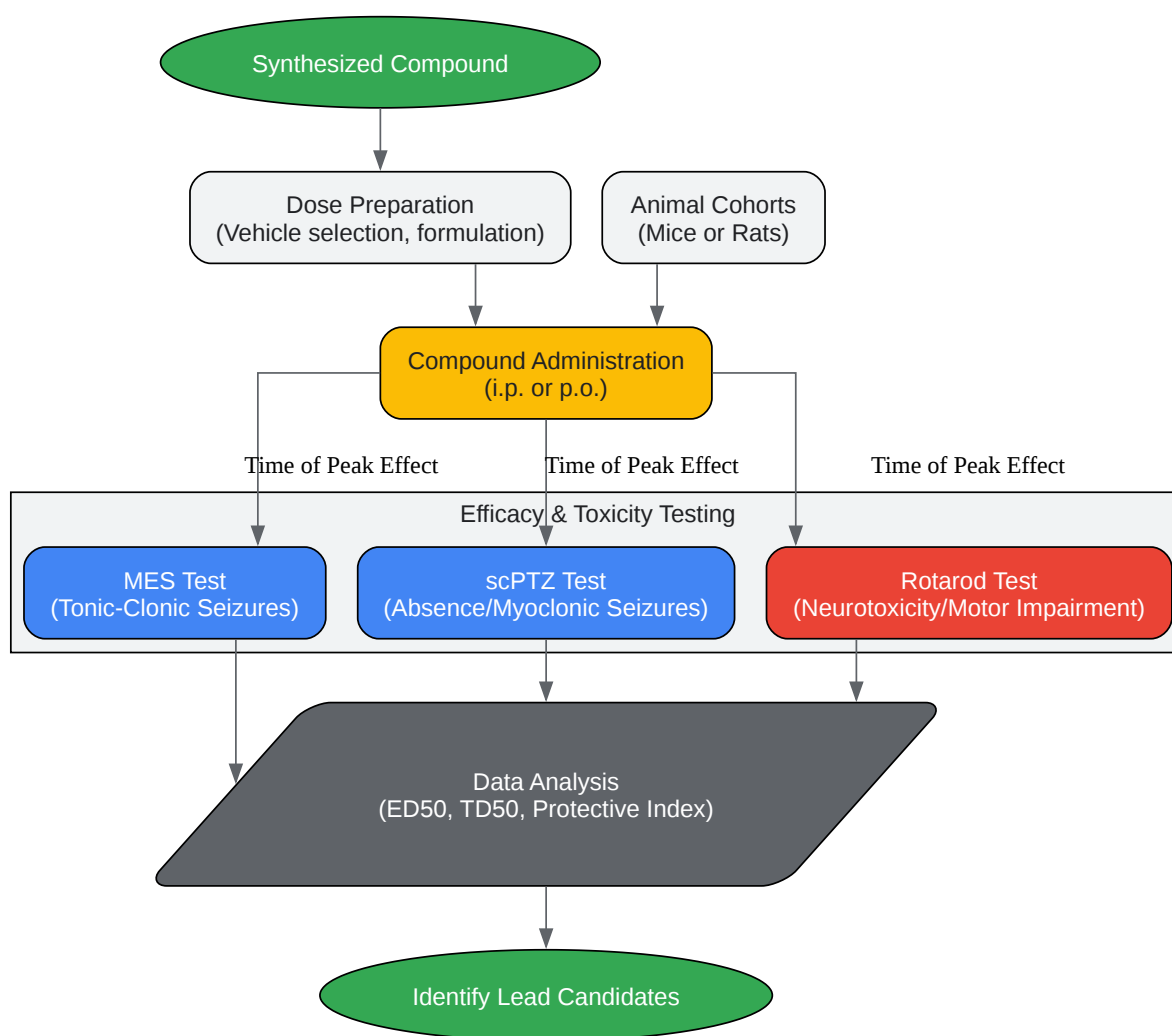 Synthesized Compound
Dose Preparation
(Vehicle selection, formulation)
Animal Cohorts
(Mice or Rats)
Compound Administration
(i.p. or p.o.)
Time of Peak Effect
Time of Peak Effect
Time of Peak Effect
Efficacy & Toxicity Testing
MES Test
(Tonic-Clonic Seizures)
scPTZ Test
(Absence/Myoclonic Seizures)
Rotarod Test
(Neurotoxicity/Motor Impairment)
Data Analysis
(ED50, TD50, Protective Index)
Identify Lead Candidates